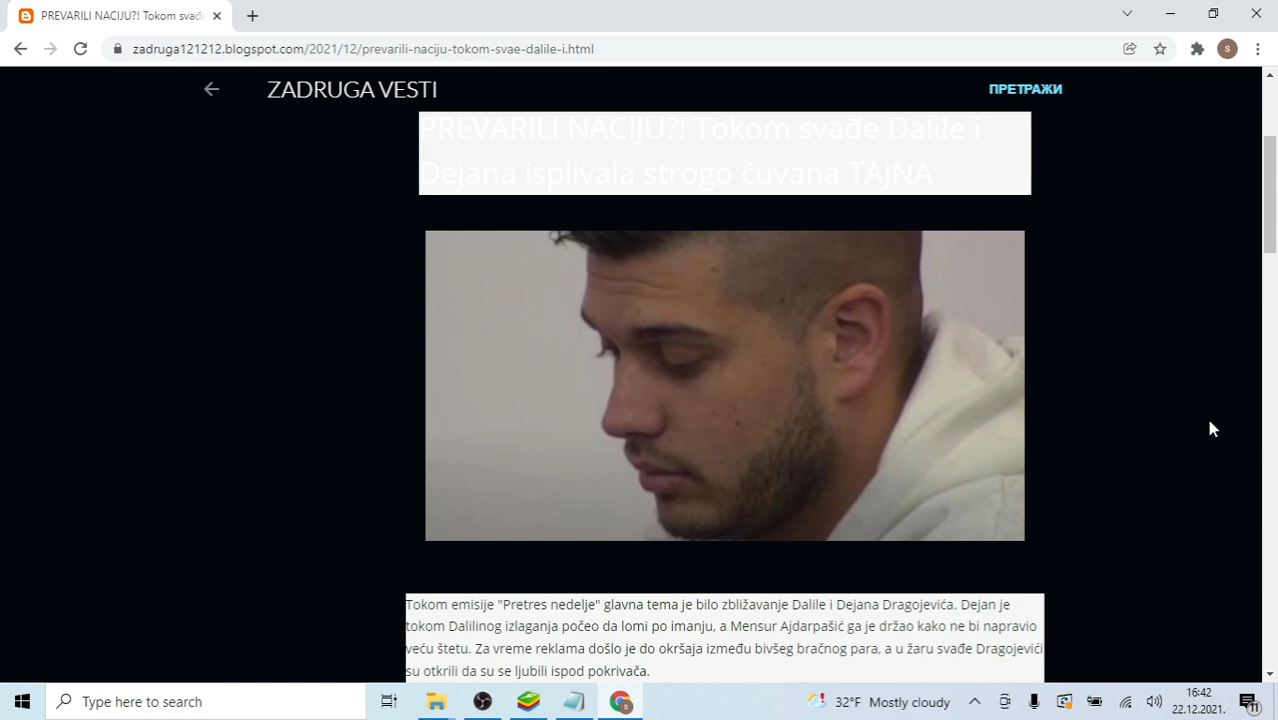 PREVARILI NACIJU?! Tokom svađ
zadruga121212.blogspot.com/2021/12/prevarili-naciju-tokom-svae-dalile-i.html
S
ZADRUGA VESTI
ПРЕТРАЖИ
PREVARILI NACIJU?! Tokom svađe Dalile i
Dejana isplivala strogo čuvana TAJNA
Tokom emisije "Pretres nedelje" glavna tema je bilo zbližavanje Dalile i Dejana Dragojevića. Dejan je
tokom Dalilinog izlaganja počeo da lomi po imanju, a Mensur Ajdarpašić ga je držao kako ne bi napravio
veću štetu. Za vreme reklama došlo je do okršaja između bivšeg bračnog para, a u žaru svađe Dragojevići
su otkrili da su se ljubili ispod pokrivača.
Type here to search
S
32°F Mostly cloudy
16:42
22.12.2021.
11